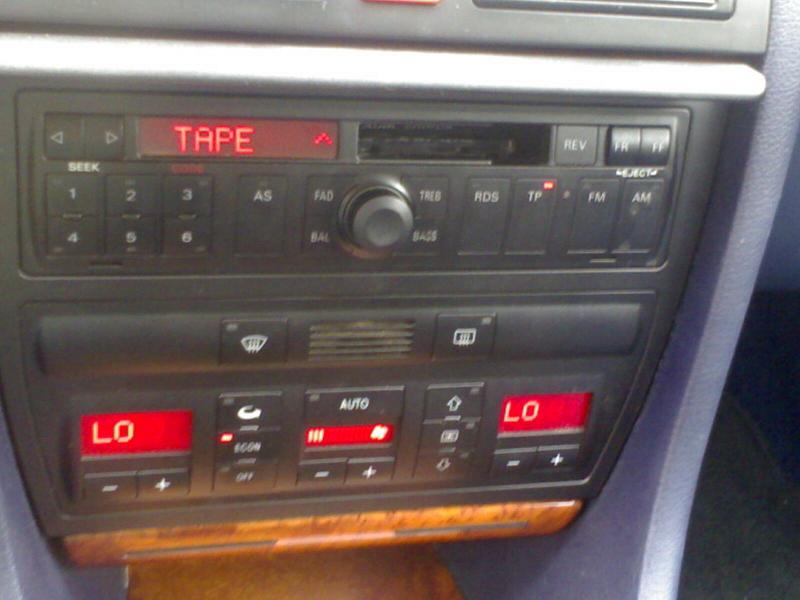 TAPE
REV
FR FF
SEEK
CODE
EJECT
1 2 3
AS
FAD
TREB
RDS
TP
FM
AM
4 5 6
BAL
BASS
AUTO
LO
LO
ECON
OFF
- +
- +
- +